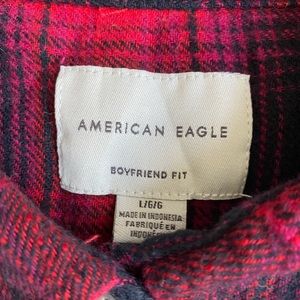 AMERICAN EAGLE
BOYFRIEND FIT
L/G/G
MADE IN INDONESIA
FABRIQUÉ EN